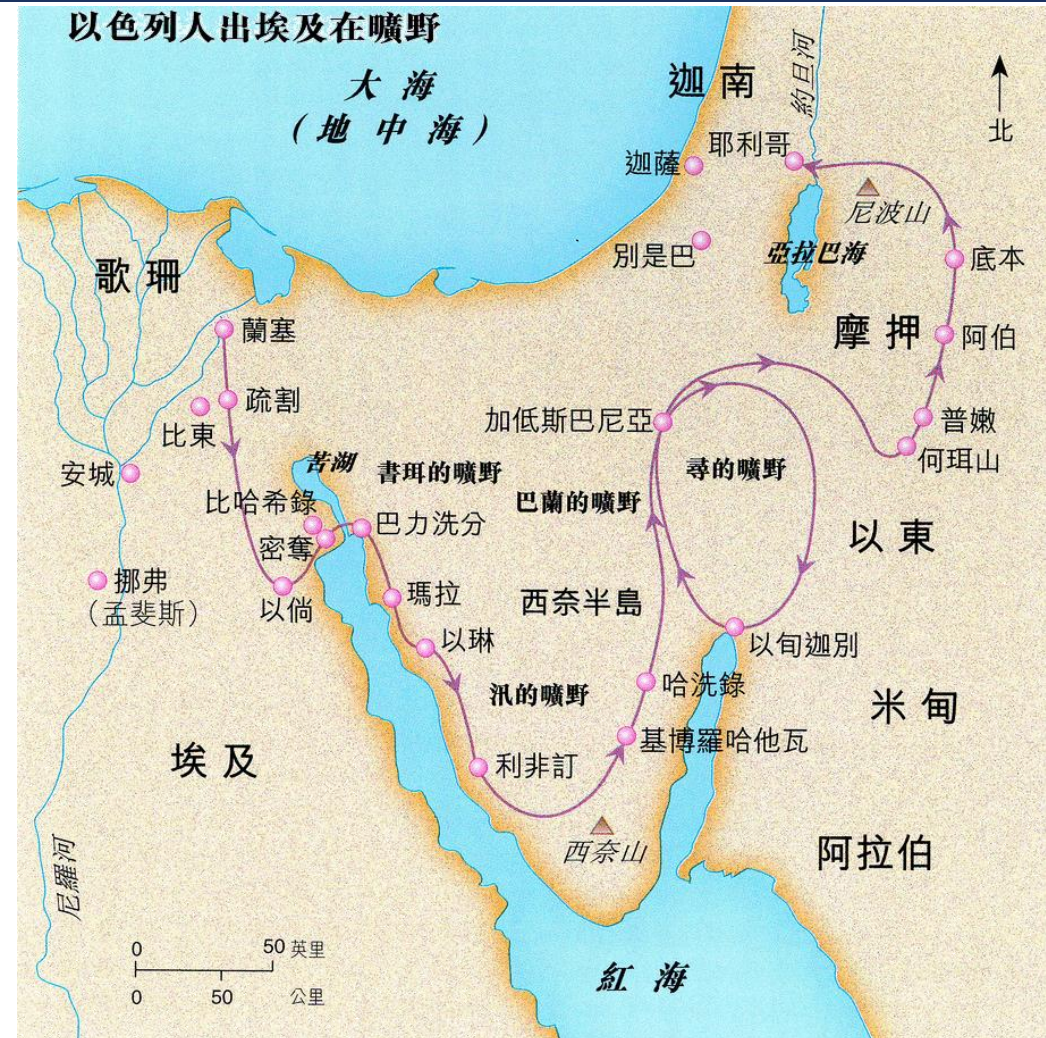 以色列人出埃及在曠野
大海
(地中海)
迦南
約旦河
北
耶利哥
迦薩
尼波山
別是巴
亞拉巴海
底本
歌珊
蘭塞
摩押
阿伯
疏割
比東
加低斯巴尼亞
普嫩
何珥山
安城
苦湖
書珥的曠野
尋的曠野
比哈希錄
巴蘭的曠野
巴力洗分
密奪
以東
挪弗
(孟斐斯)
以倘
瑪拉
西奈半島
以琳
以旬迦別
汛的曠野
哈洗錄
米甸
基博羅哈他瓦
埃及
利非訂
西奈山
阿拉伯
尼羅河
0 50 英里
0 50 公里
紅海